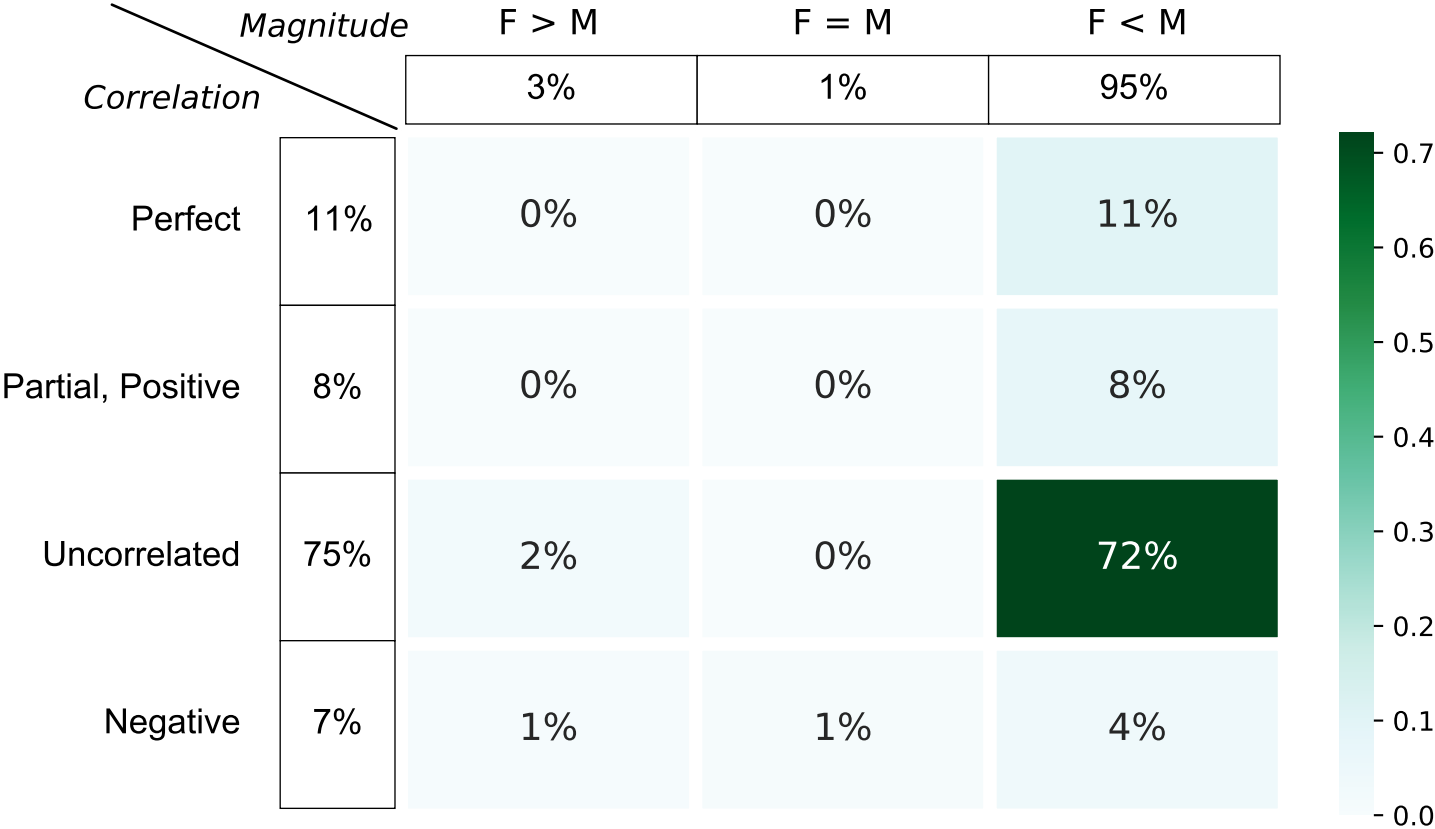 Magnitude F > M F = M F < M
Correlation 3% 1% 95%
Perfect 11% 0% 0% 11%
Partial, Positive 8% 0% 0% 8%
Uncorrelated 75% 2% 0% 72%
Negative 7% 1% 1% 4%
0.7
0.6
0.5
0.4
0.3
0.2
0.1
0.0